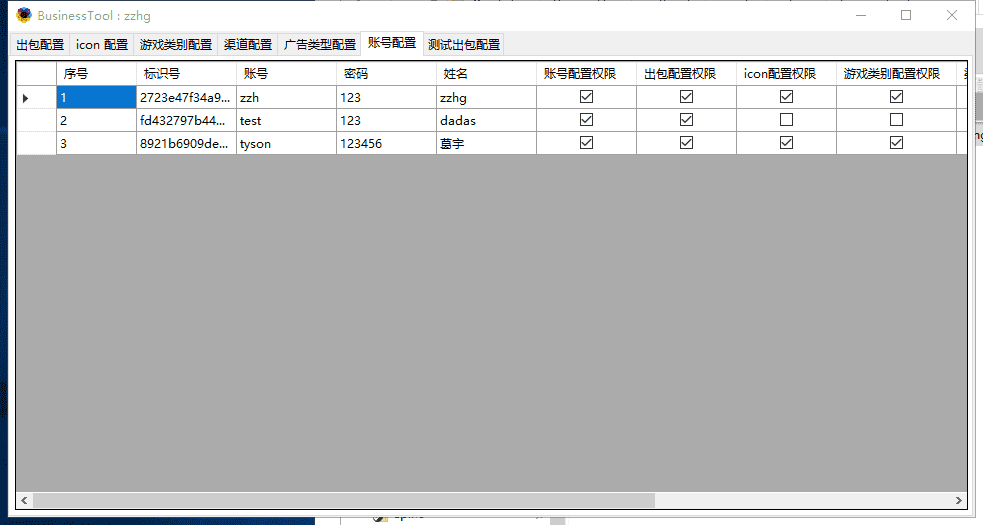 BusinessTool : zzhg
出包配置 icon 配置 游戏类别配置 渠道配置 广告类型配置 账号配置 测试出包配置
序号 标识号 账号 密码 姓名 账号配置权限 出包配置权限 icon配置权限 游戏类别配置权限
1 2723e47f34a9... zzh 123 zzhg
2 fd432797b44... test 123 dadas
3 8921b6909de... tyson 123456 葛宇